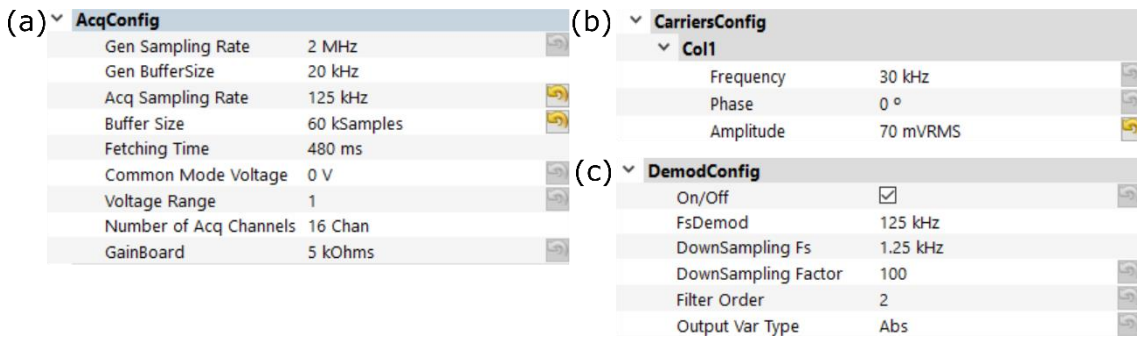 (a)
AcqConfig
Gen Sampling Rate 2 MHz
Gen BufferSize 20 kHz
Acq Sampling Rate 125 kHz
Buffer Size 60 kSamples
Fetching Time 480 ms
Common Mode Voltage 0 V
Voltage Range 1
Number of Acq Channels 16 Chan
GainBoard 5 kOhms
(b)
CarriersConfig
Col1
Frequency 30 kHz
Phase 0 º
Amplitude 70 mVRMS
(c)
DemodConfig
On/Off
FsDemod 125 kHz
DownSampling Fs 1.25 kHz
DownSampling Factor 100
Filter Order 2
Output Var Type Abs